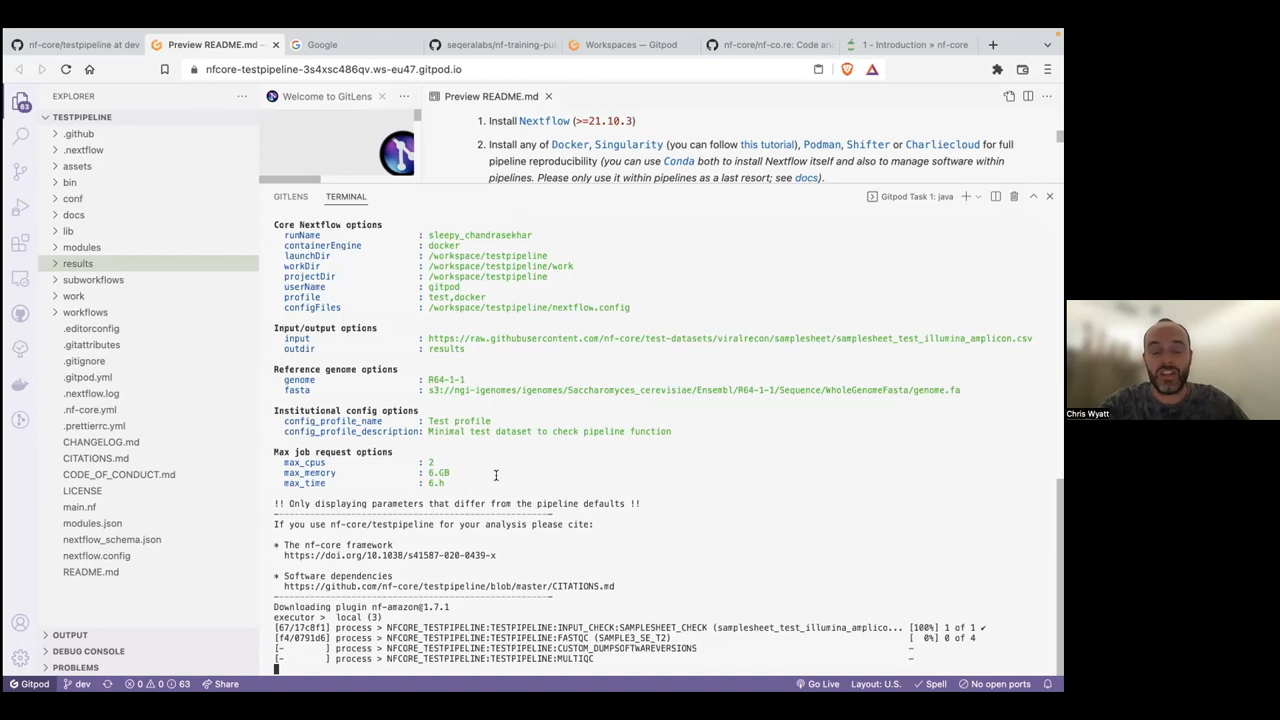 nf-core/testpipeline at dev
Preview README.md
Google
seqeralabs/nf-training-pu
Workspaces — Gitpod
nf-core/nf-co.re: Code and
1 - Introduction » nf-core
nfcore-testpipeline-3s4xsc486qv.ws-eu47.gitpod.io
EXPLORER
Welcome to GitLens
Preview README.md
63
TESTPIPELINE
.github
.nextflow
assets
bin
conf
docs
lib
modules
results
subworkflows
work
workflows
.editorconfig
.gitattributes
.gitignore
.gitpod.yml
.nextflow.log
.nf-core.yml
.prettierrc.yml
CHANGELOG.md
CITATIONS.md
CODE_OF_CONDUCT.md
LICENSE
main.nf
modules.json
nextflow_schema.json
nextflow.config
README.md
OUTPUT
DEBUG CONSOLE
PROBLEMS
1. Install Nextflow (>=21.10.3)
2. Install any of Docker, Singularity (you can follow this tutorial), Podman, Shifter or Charliecloud for full
pipeline reproducibility (you can use Conda both to install Nextflow itself and also to manage software within
pipelines. Please only use it within pipelines as a last resort; see docs).
GITLENS TERMINAL
Gitpod Task 1: java
Core Nextflow options
runName : sleepy_chandrasekhar
containerEngine : docker
launchDir : /workspace/testpipeline
workDir : /workspace/testpipeline/work
projectDir : /workspace/testpipeline
userName : gitpod
profile : test,docker
configFiles : /workspace/testpipeline/nextflow.config
Input/output options
input : https://raw.githubusercontent.com/nf-core/test-datasets/viralrecon/samplesheet/samplesheet_test_illumina_amplicon.csv
outdir : results
Reference genome options
genome : R64-1-1
fasta : s3://ngi-igenomes/igenomes/Saccharomyces_cerevisiae/Ensembl/R64-1-1/Sequence/WholeGenomeFasta/genome.fa
Institutional config options
config_profile_name : Test profile
config_profile_description: Minimal test dataset to check pipeline function
Max job request options
max_cpus : 2
max_memory : 6.GB
max_time : 6.h
!! Only displaying parameters that differ from the pipeline defaults !!
------------------------------------------------------
If you use nf-core/testpipeline for your analysis please cite:
* The nf-core framework
https://doi.org/10.1038/s41587-020-0439-x
* Software dependencies
https://github.com/nf-core/testpipeline/blob/master/CITATIONS.md
------------------------------------------------------
Downloading plugin nf-amazon@1.7.1
executor > local (3)
[67/17c8f1] process > NFCORE_TESTPIPELINE:TESTPIPELINE:INPUT_CHECK:SAMPLESHEET_CHECK (samplesheet_test_illumina_amplico... [100%] 1 of 1 ✔
[f4/0791d6] process > NFCORE_TESTPIPELINE:TESTPIPELINE:FASTQC (SAMPLE3_SE_T2) [ 0%] 0 of 4
[- ] process > NFCORE_TESTPIPELINE:TESTPIPELINE:CUSTOM_DUMPSOFTWAREVERSIONS -
[- ] process > NFCORE_TESTPIPELINE:TESTPIPELINE:MULTIQC -
Gitpod
dev
0 0 63
Share
Go Live
Layout: U.S.
Spell
No open ports
Chris Wyatt